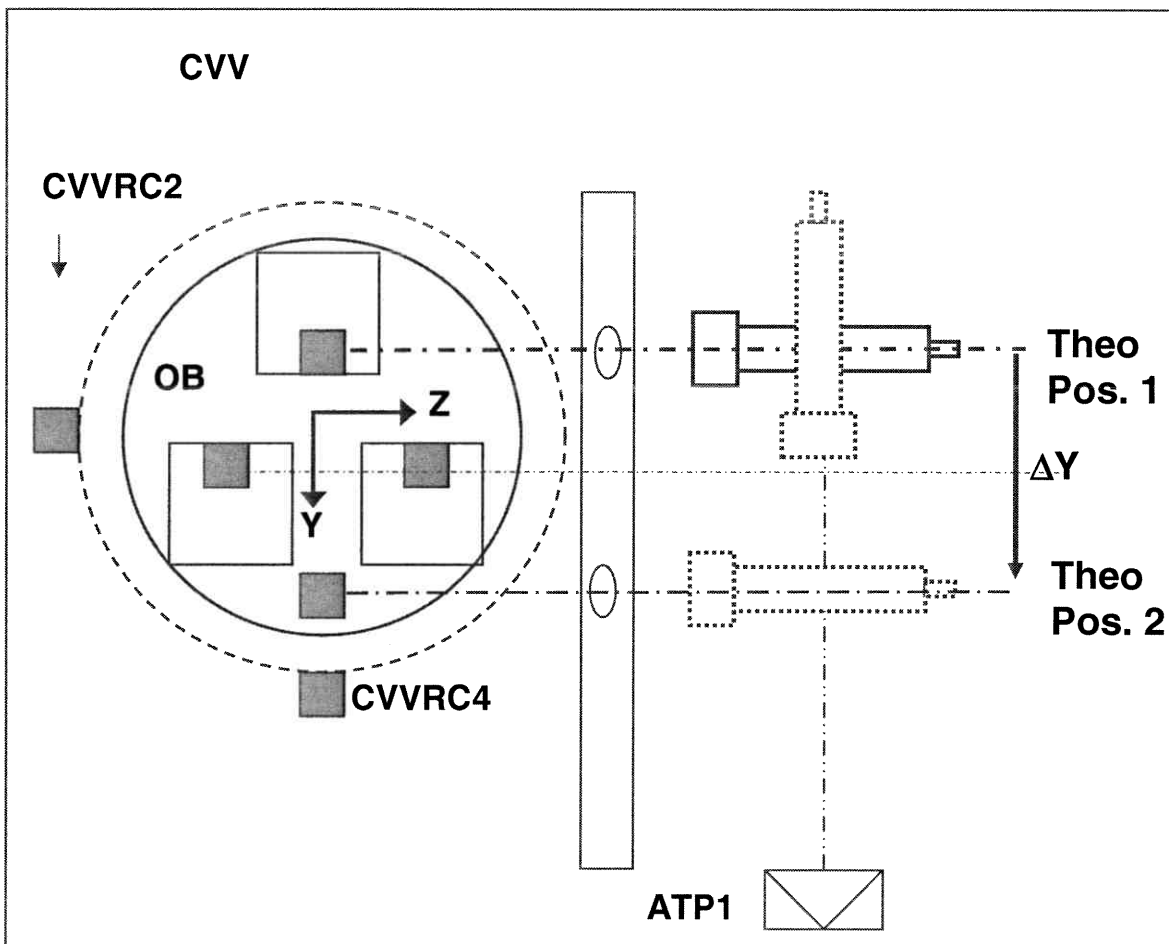 CVV
CVVRC2
OB
Z
Y
Theo
Pos. 1
ΔY
Theo
Pos. 2
CVVRC4
ATP1